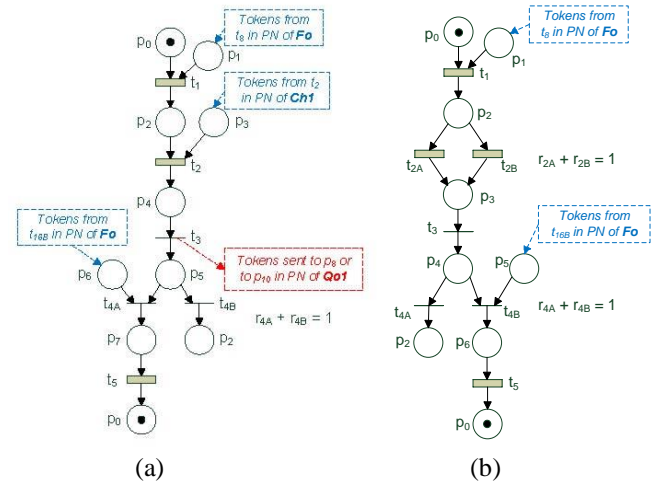 p0
Tokens from
t8 in PN of Fo
p1
t1
Tokens from t2
in PN of Ch1
p2
p3
t2
p4
t3
Tokens from
t16B in PN of Fo
Tokens sent to p8 or
to p10 in PN of Qo1
p6
p5
t4A
t4B
r4A + r4B = 1
p7
p2
t5
p0
(a)
p0
Tokens from
t8 in PN of Fo
p1
t1
p2
t2A
t2B
r2A + r2B = 1
p3
t3
Tokens from
t16B in PN of Fo
p4
p5
t4A
t4B
r4A + r4B = 1
p2
p6
t5
p0
(b)